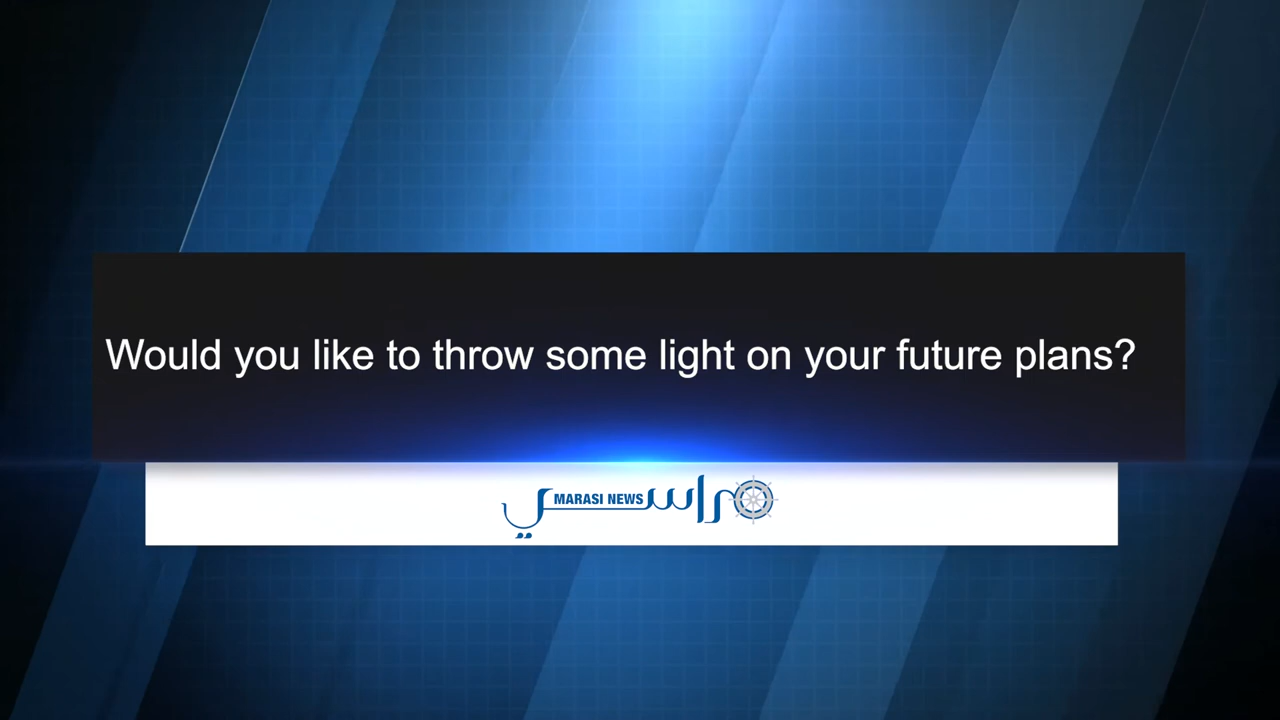 Would you like to throw some light on your future plans?
مراسي
MARASI NEWS